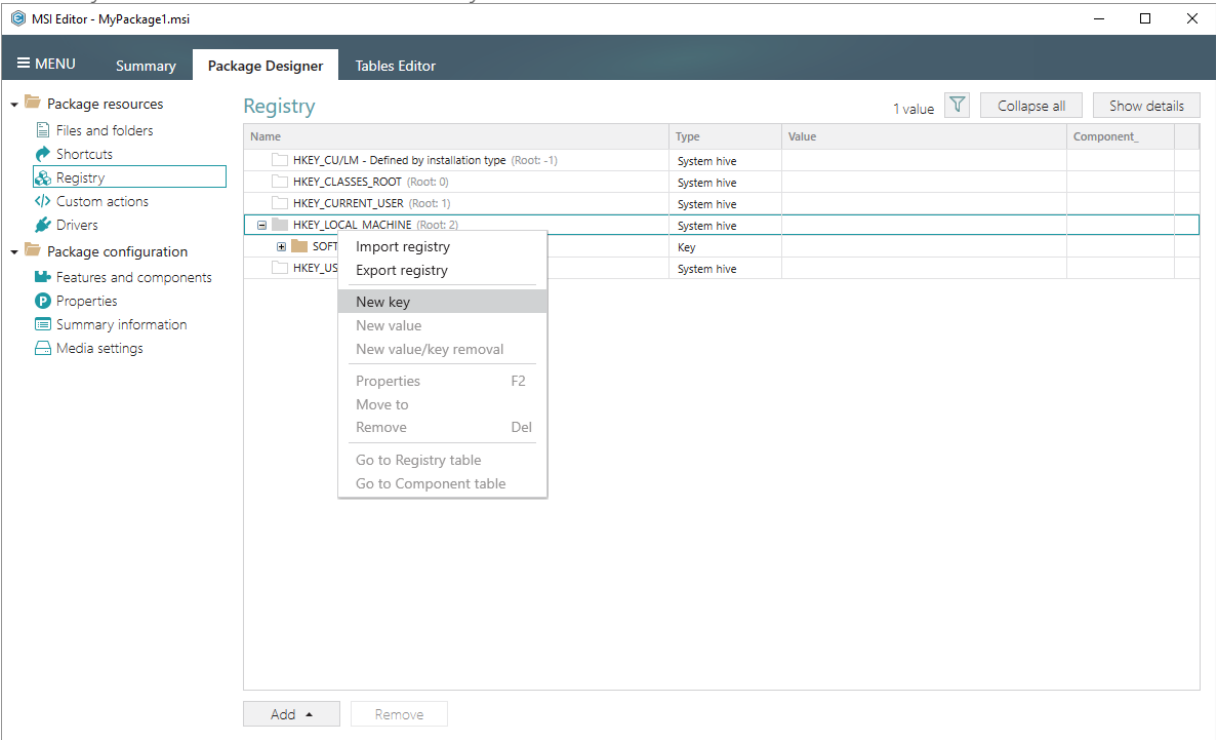 MSI Editor - MyPackage1.msi
MENU Summary Package Designer Tables Editor
Package resources
Files and folders
Shortcuts
Registry
Custom actions
Drivers
Package configuration
Features and components
Properties
Summary information
Media settings
Registry
1 value Collapse all Show details
Name Type Value Component_
HKEY_CU/LM - Defined by installation type (Root: -1) System hive
HKEY_CLASSES_ROOT (Root: 0) System hive
HKEY_CURRENT_USER (Root: 1) System hive
HKEY_LOCAL_MACHINE (Root: 2) System hive
SOFT Key
HKEY_US System hive
Import registry
Export registry
New key
New value
New value/key removal
Properties F2
Move to
Remove Del
Go to Registry table
Go to Component table
Add Remove